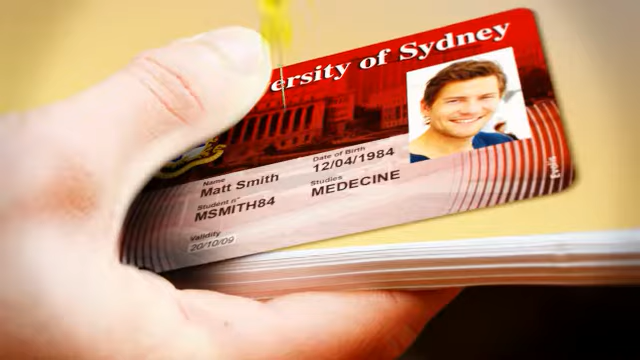 ersity of Sydney
Name
Matt Smith
Date of Birth
12/04/1984
Student n°
MSMITH84
Studies
MEDECINE
Validity
20/10/09
Evolis